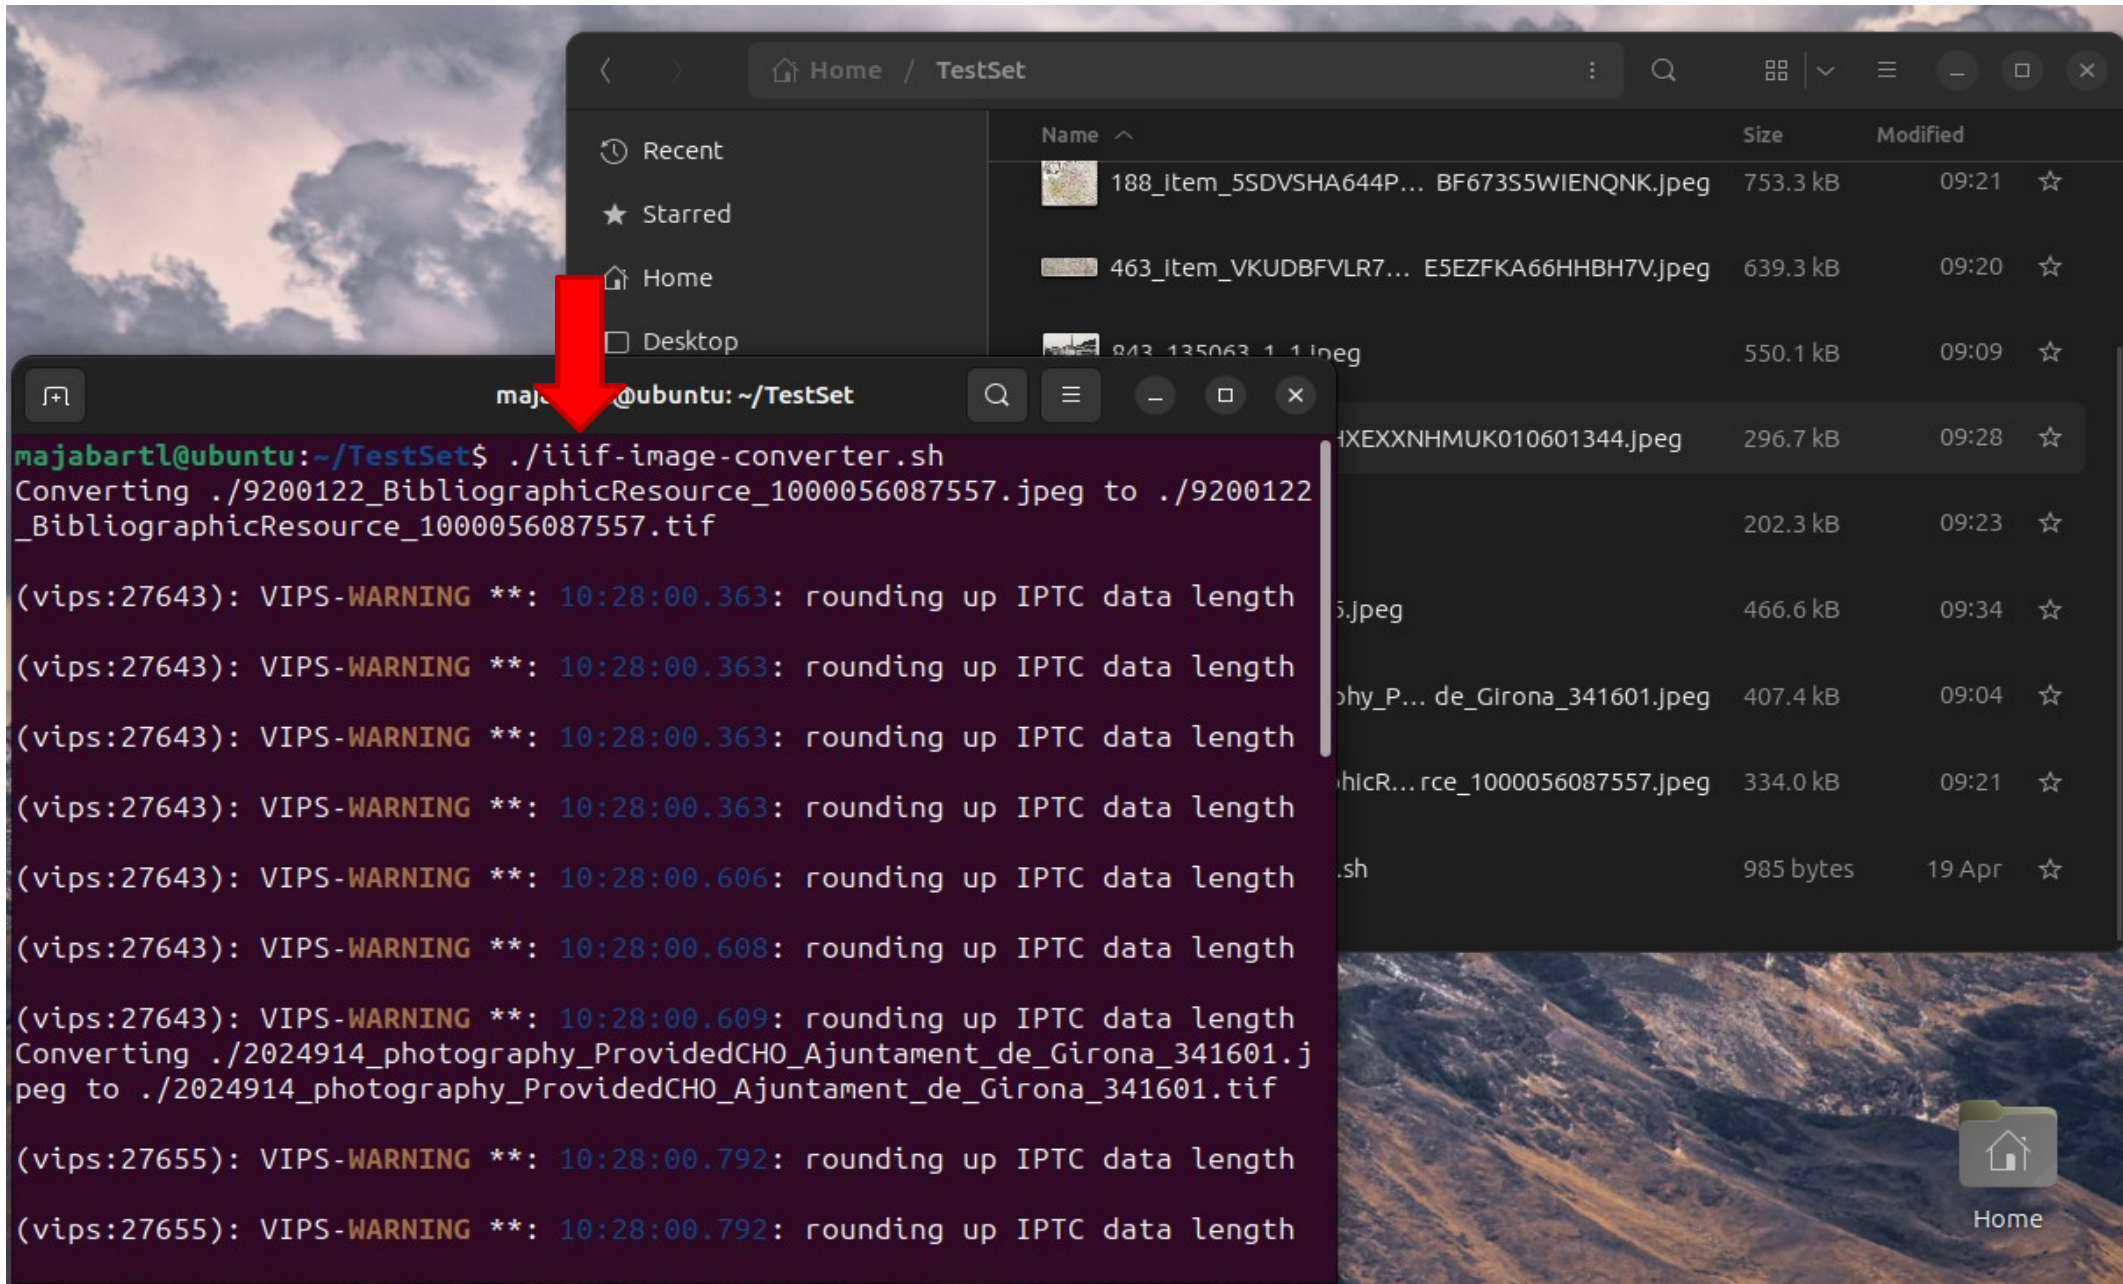 Home / TestSet
Name Size Modified
Recent
Starred
Home
Desktop
188_item_5SDVSHA644P... BF673S5WIENQNK.jpeg 753.3 kB 09:21
463_item_VKUDBFVLR7... E5EZFKA66HHBH7V.jpeg 639.3 kB 09:20
843_135063_1_1.jpeg 550.1 kB 09:09
HXEXXNHMUK010601344.jpeg 296.7 kB 09:28
202.3 kB 09:23
.jpeg 466.6 kB 09:34
phy_P... de_Girona_341601.jpeg 407.4 kB 09:04
hicR...rce_1000056087557.jpeg 334.0 kB 09:21
.sh 985 bytes 19 Apr
maja @ubuntu: ~/TestSet
majabartl@ubuntu:~/TestSet$ ./iiif-image-converter.sh
Converting ./9200122_BibliographicResource_1000056087557.jpeg to ./9200122
_BibliographicResource_1000056087557.tif
(vips:27643): VIPS-WARNING **: 10:28:00.363: rounding up IPTC data length
(vips:27643): VIPS-WARNING **: 10:28:00.363: rounding up IPTC data length
(vips:27643): VIPS-WARNING **: 10:28:00.363: rounding up IPTC data length
(vips:27643): VIPS-WARNING **: 10:28:00.363: rounding up IPTC data length
(vips:27643): VIPS-WARNING **: 10:28:00.606: rounding up IPTC data length
(vips:27643): VIPS-WARNING **: 10:28:00.608: rounding up IPTC data length
(vips:27643): VIPS-WARNING **: 10:28:00.609: rounding up IPTC data length
Converting ./2024914_photography_ProvidedCHO_Ajuntament_de_Girona_341601.j
peg to ./2024914_photography_ProvidedCHO_Ajuntament_de_Girona_341601.tif
(vips:27655): VIPS-WARNING **: 10:28:00.792: rounding up IPTC data length
(vips:27655): VIPS-WARNING **: 10:28:00.792: rounding up IPTC data length
Home